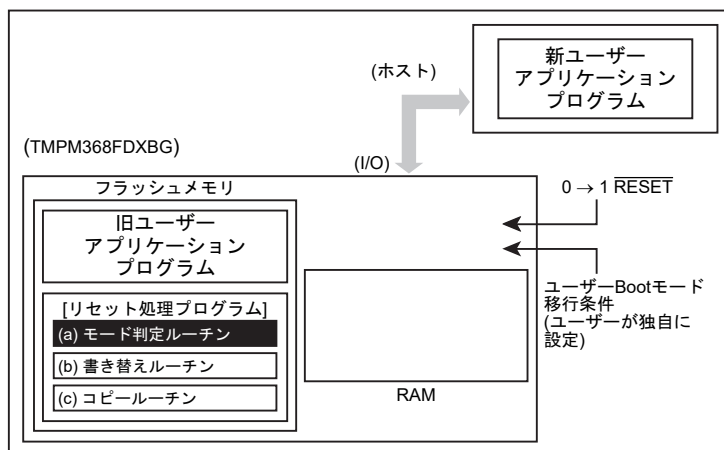 (ホスト)
新ユーザー
アプリケーション
プログラム
(TMPM368FDXBG)
(I/O)
フラッシュメモリ
旧ユーザー
アプリケーション
プログラム
[リセット処理プログラム]
(a) モード判定ルーチン
(b) 書き替えルーチン
(c) コピールーチン
RAM
0 → 1 RESET
ユーザーBootモード
移行条件
(ユーザーが独自に
設定)